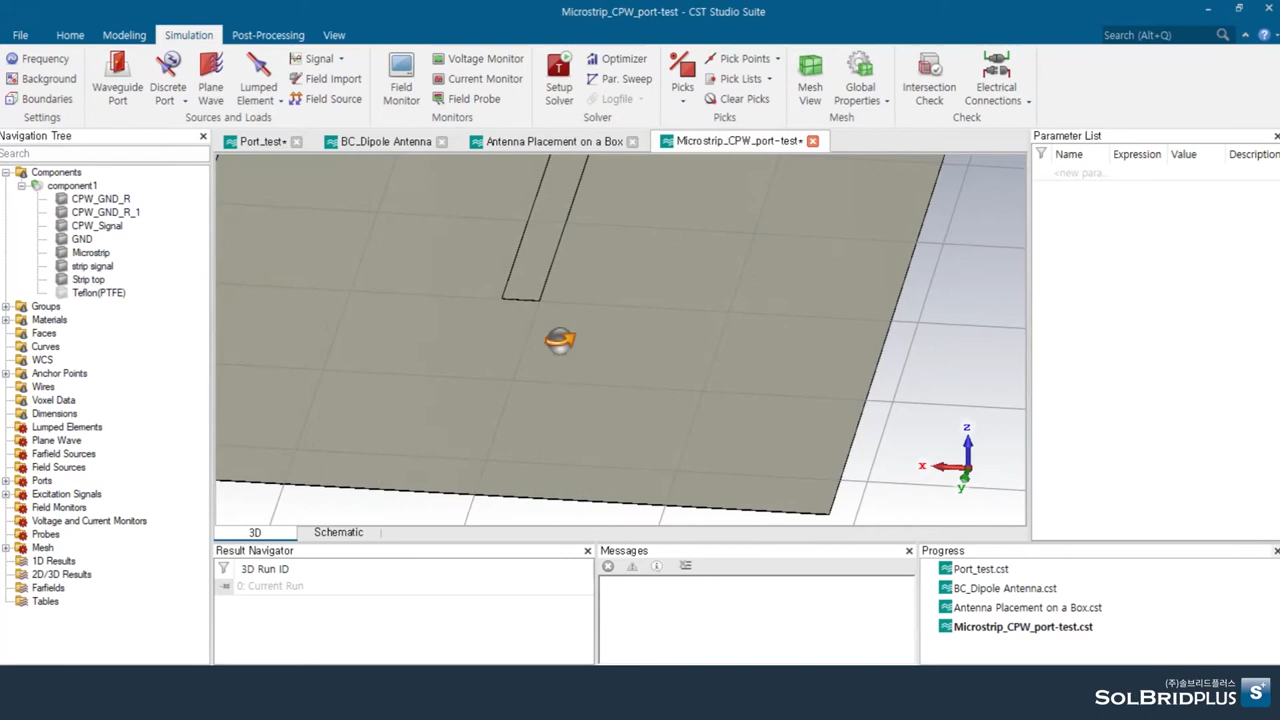 Microstrip_CPW_port-test - CST Studio Suite
File Home Modeling Simulation Post-Processing View Search (Alt+Q)
Frequency
Background
Boundaries
Settings
Waveguide Port
Discrete Port
Plane Wave
Lumped Element
Signal
Field Import
Field Source
Sources and Loads
Field Monitor
Voltage Monitor
Current Monitor
Field Probe
Monitors
Setup Solver
Optimizer
Par. Sweep
Logfile
Solver
Picks
Pick Points
Pick Lists
Clear Picks
Picks
Mesh View
Global Properties
Mesh
Intersection Check
Electrical Connections
Check
Navigation Tree
Search
Port_test* BC_Dipole Antenna Antenna Placement on a Box Microstrip_CPW_port-test*
Components
component1
CPW_GND_R
CPW_GND_R_1
CPW_Signal
GND
Microstrip
strip signal
Strip top
Teflon(PTFE)
Groups
Materials
Faces
Curves
WCS
Anchor Points
Wires
Voxel Data
Dimensions
Lumped Elements
Plane Wave
Farfield Sources
Field Sources
Ports
Excitation Signals
Field Monitors
Voltage and Current Monitors
Probes
Mesh
1D Results
2D/3D Results
Farfields
Tables
z
x
y
3D Schematic
Parameter List
Name Expression Value Description
<new para...
Result Navigator
3D Run ID
0: Current Run
Messages
Progress
Port_test.cst
BC_Dipole Antenna.cst
Antenna Placement on a Box.cst
Microstrip_CPW_port-test.cst
(주)솔브리드플러스
SOLBRIDPLUS S+